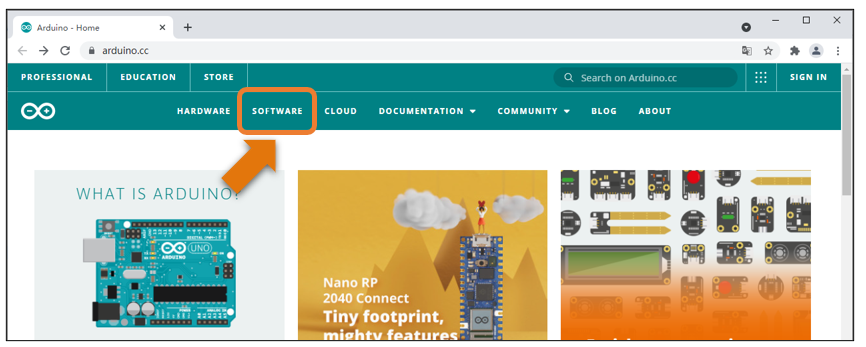 Arduino - Home
arduino.cc
PROFESSIONAL EDUCATION STORE Search on Arduino.cc SIGN IN
HARDWARE SOFTWARE CLOUD DOCUMENTATION COMMUNITY BLOG ABOUT
WHAT IS ARDUINO?
UNO
ARDUINO
Nano RP
2040 Connect
Tiny footprint,
mighty features